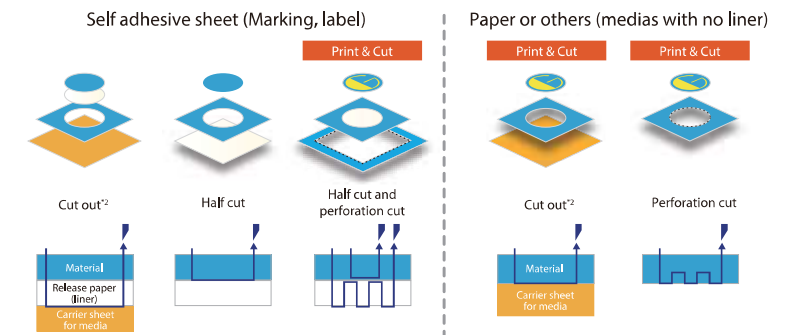 Self adhesive sheet (Marking, label)
Paper or others (medias with no liner)
Print & Cut
Print & Cut
Print & Cut
Cut out*2
Half cut
Half cut and
perforation cut
Cut out*2
Perforation cut
Material
Release paper
(liner)
Carrier sheet
for media
Material
Carrier sheet
for media